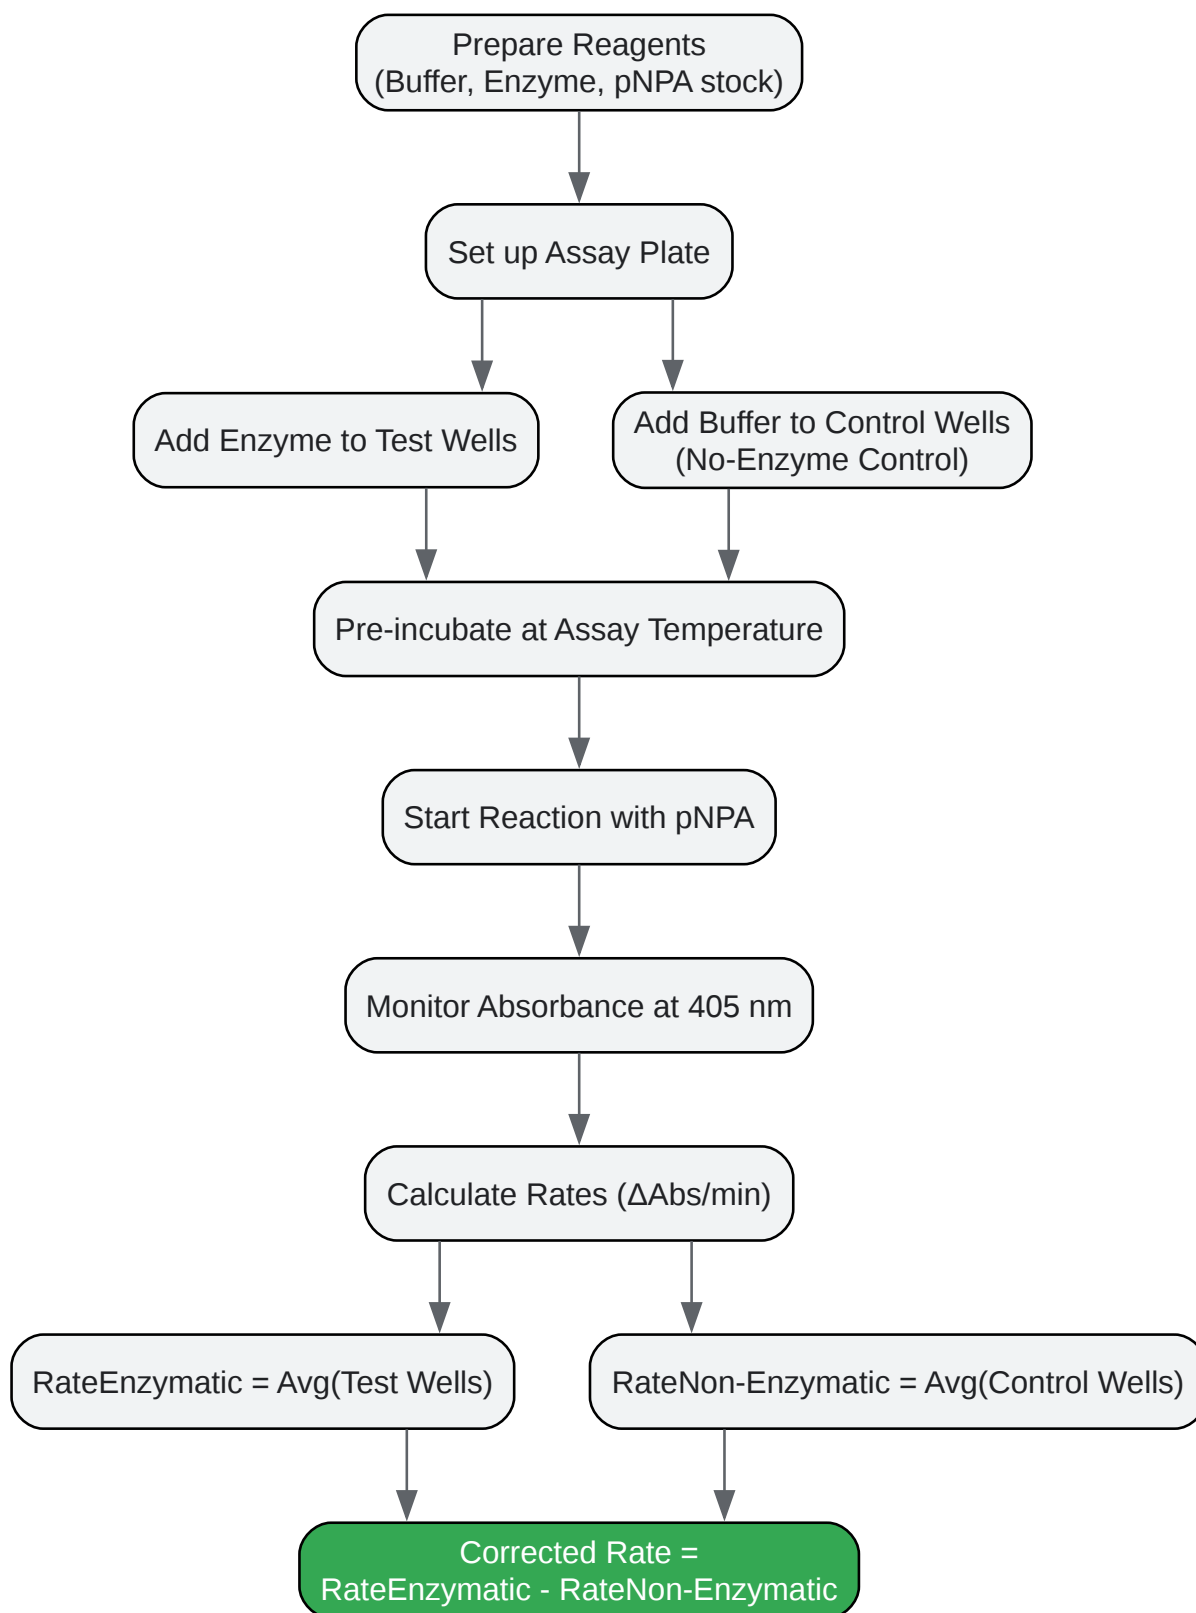 Prepare Reagents
(Buffer, Enzyme, pNPA stock)
Set up Assay Plate
Add Enzyme to Test Wells
Add Buffer to Control Wells
(No-Enzyme Control)
Pre-incubate at Assay Temperature
Start Reaction with pNPA
Monitor Absorbance at 405 nm
Calculate Rates (ΔAbs/min)
RateEnzymatic = Avg(Test Wells)
RateNon-Enzymatic = Avg(Control Wells)
Corrected Rate =
RateEnzymatic - RateNon-Enzymatic